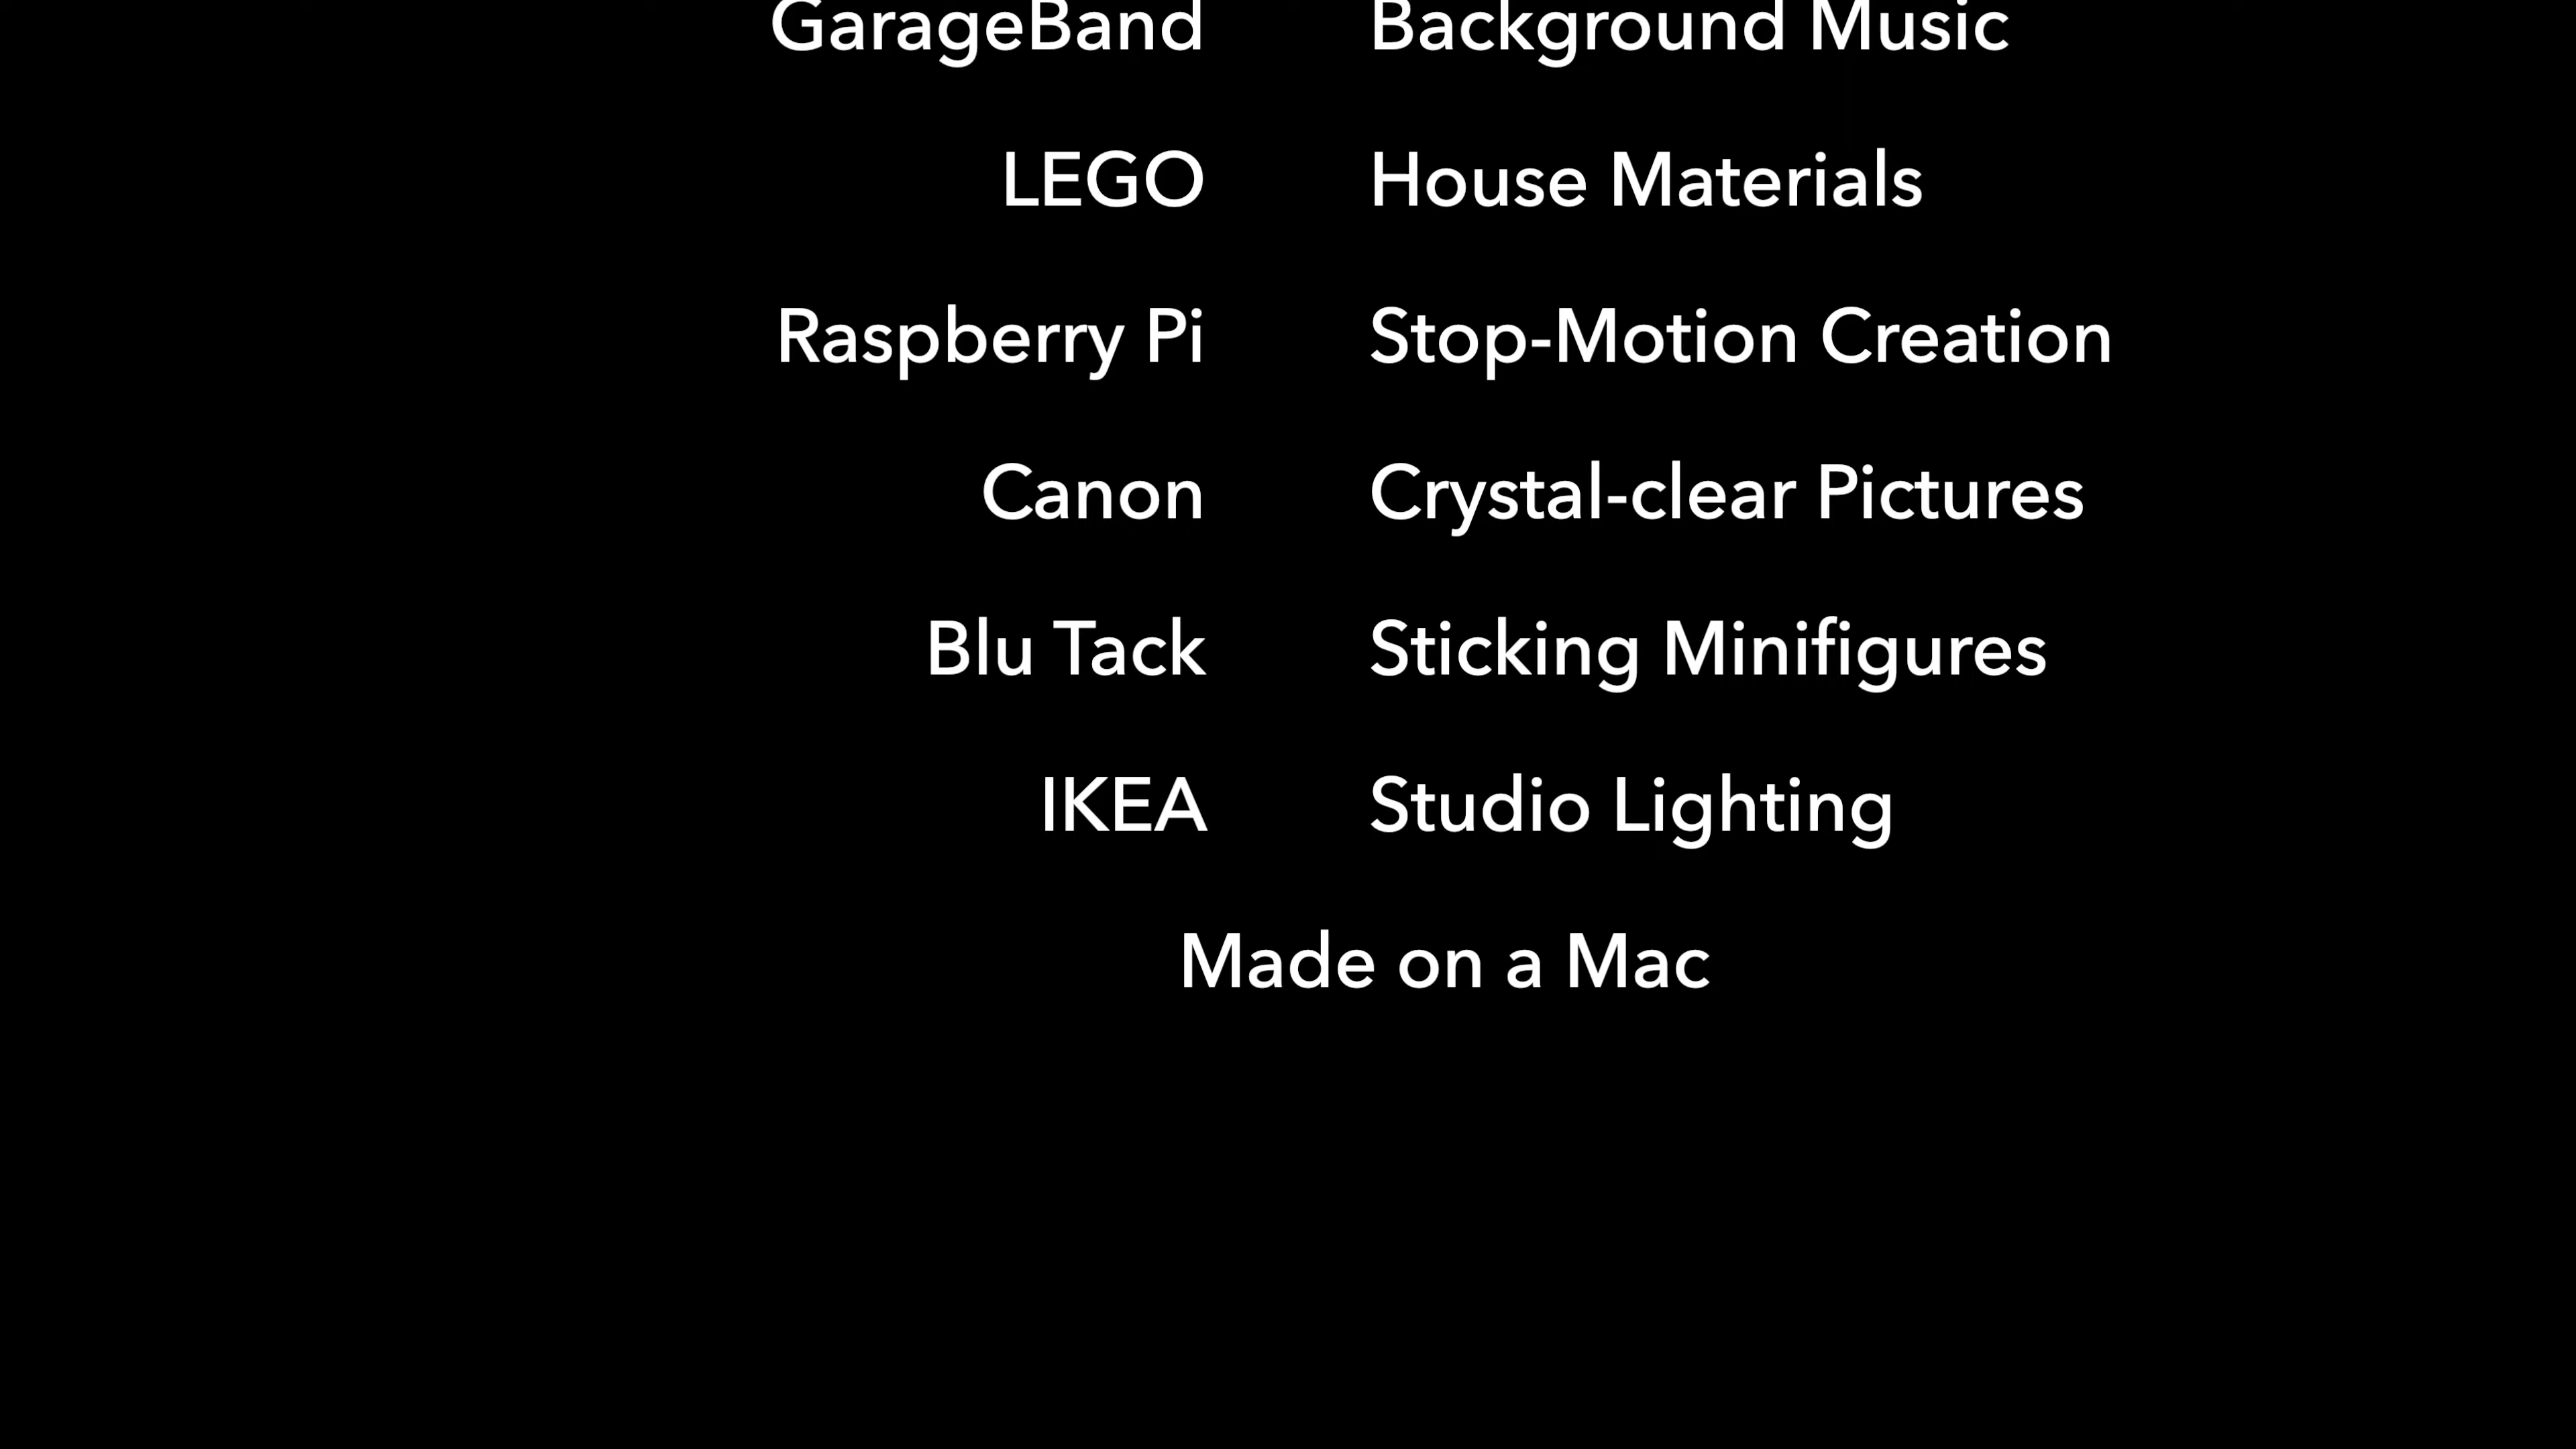 GarageBand Background Music
LEGO House Materials
Raspberry Pi Stop-Motion Creation
Canon Crystal-clear Pictures
Blu Tack Sticking Minifigures
IKEA Studio Lighting
Made on a Mac